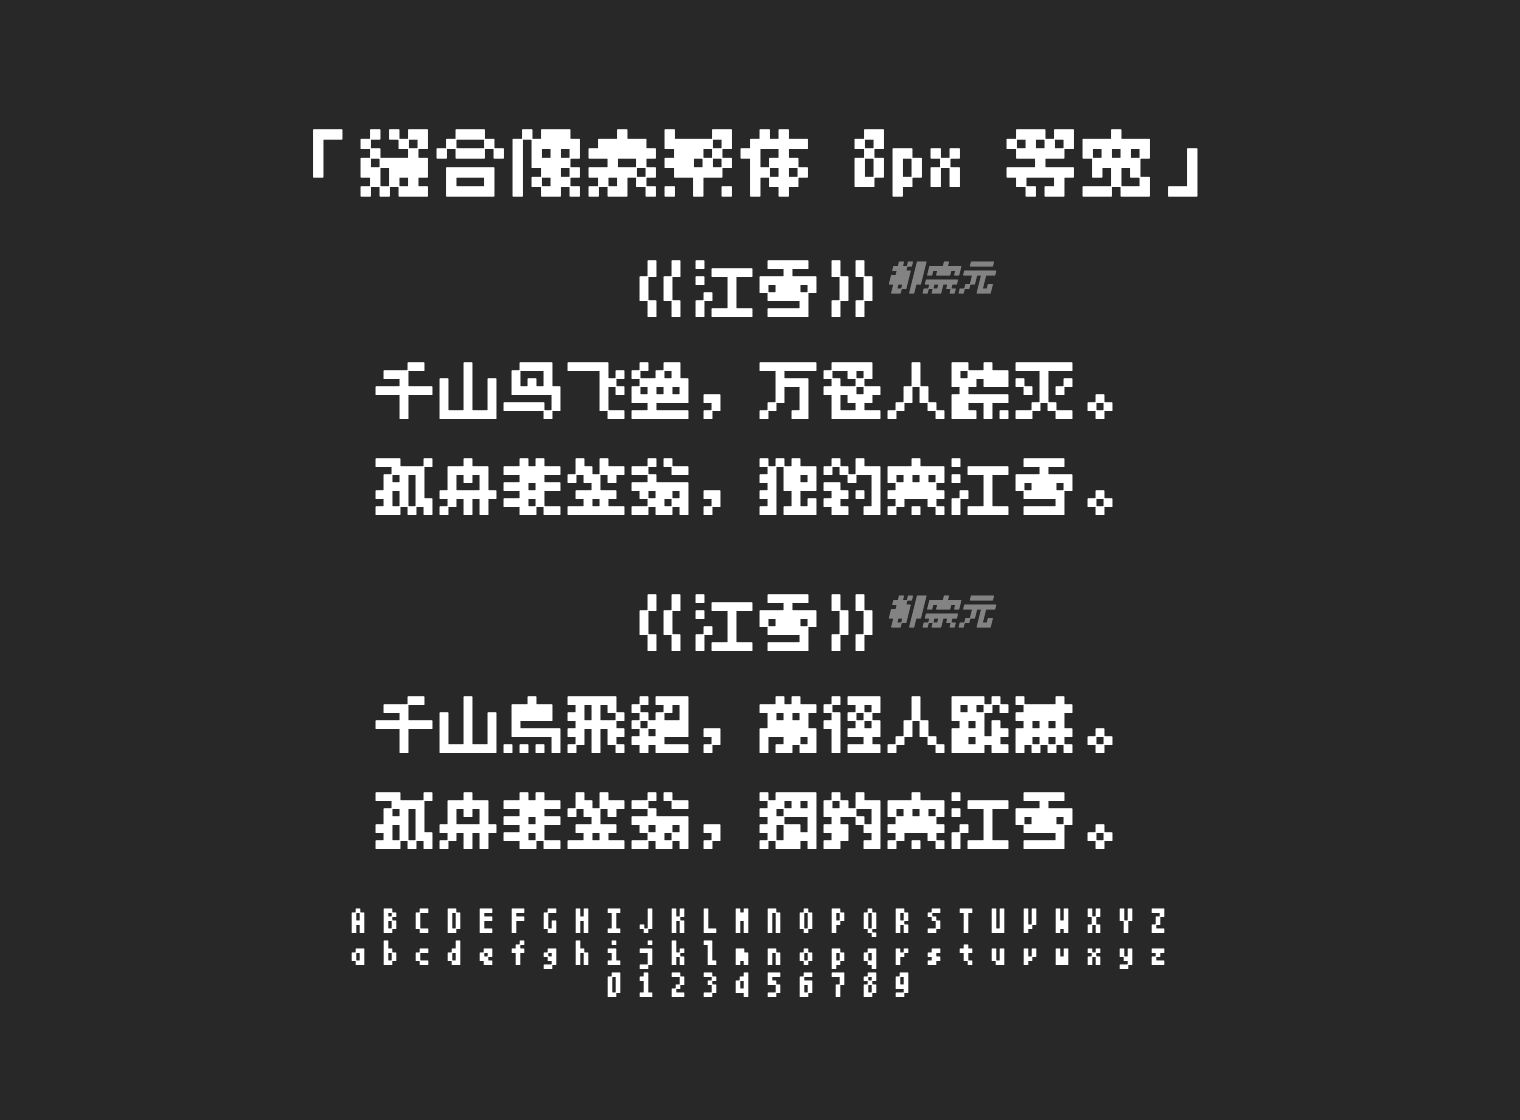 「缝合像素繁体 8px 等宽」
《江雪》柳宗元
千山鸟飞绝，万径人踪灭。
孤舟蓑笠翁，独钓寒江雪。
《江雪》柳宗元
千山鳥飛絕，萬徑人蹤滅。
孤舟蓑笠翁，獨釣寒江雪。
A B C D E F G H I J K L M N O P Q R S T U V W X Y Z
a b c d e f g h i j k l m n o p q r s t u v w x y z
0 1 2 3 4 5 6 7 8 9